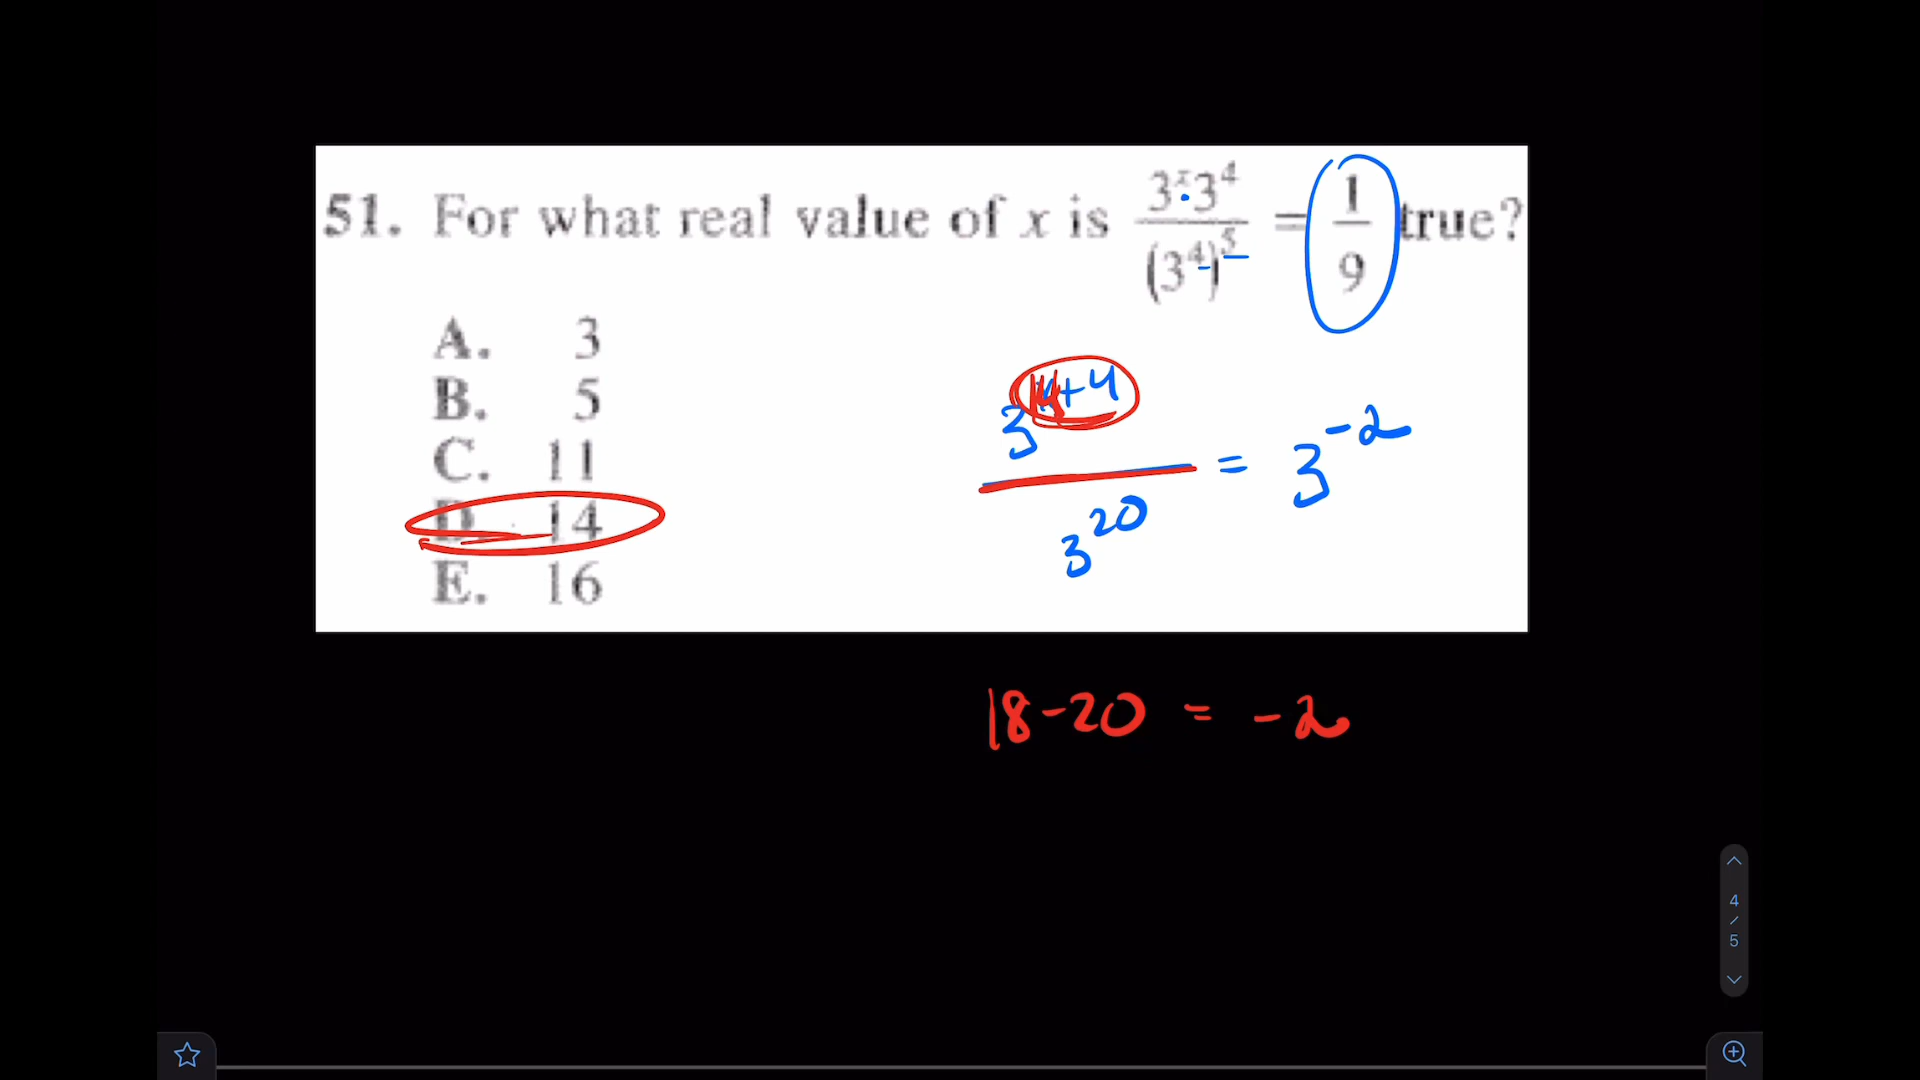 51. For what real value of x is 3^x·3^4 / (3^4)^5 = 1/9 true?
A. 3
B. 5
C. 11
D. 14
E. 16
3^14+4 / 3^20 = 3^-2
18-20 = -2
4
/
5